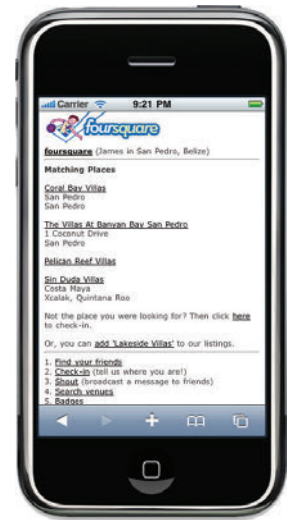 Carrier 9:21 PM
foursquare
foursquare (James in San Pedro, Belize)
Matching Places
Coral Bay Villas
San Pedro
San Pedro
The Villas At Banyan Bay San Pedro
1 Coconut Drive
San Pedro
Pelican Reef Villas
Sin Duda Villas
Costa Maya
Xcalak, Quintana Roo
Not the place you were looking for? Then click here
to check-in.
Or, you can add 'Lakeside Villas' to our listings.
1. Find your friends
2. Check-in (tell us where you are!)
3. Shout (broadcast a message to friends)
4. Search venues
5. Badges